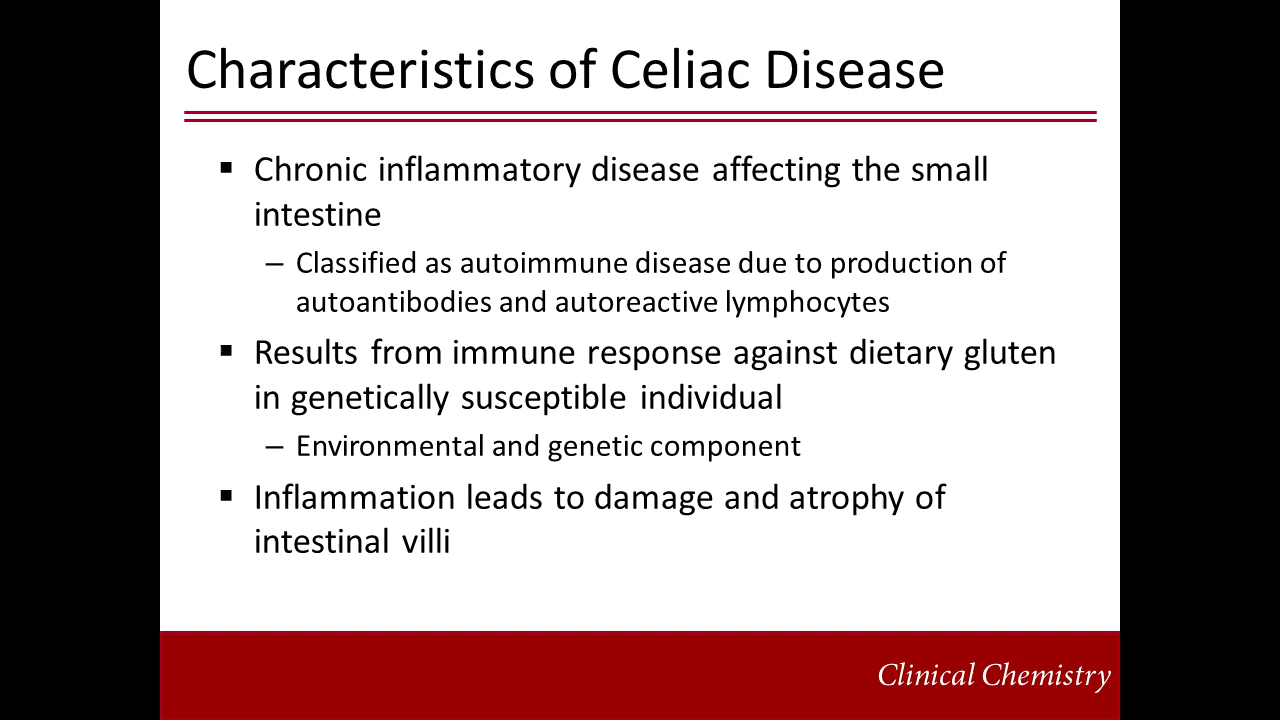 Characteristics of Celiac Disease
▪ Chronic inflammatory disease affecting the small
intestine
– Classified as autoimmune disease due to production of
autoantibodies and autoreactive lymphocytes
▪ Results from immune response against dietary gluten
in genetically susceptible individual
– Environmental and genetic component
▪ Inflammation leads to damage and atrophy of
intestinal villi
Clinical Chemistry